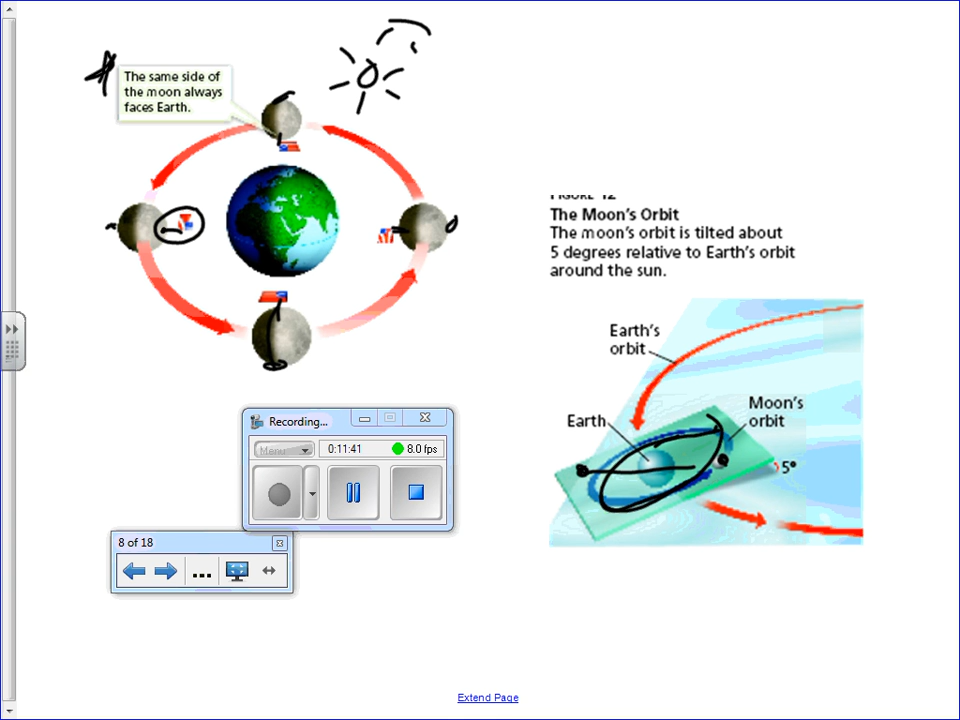 The same side of
the moon always
faces Earth.
FIGURE 12
The Moon's Orbit
The moon's orbit is tilted about
5 degrees relative to Earth's orbit
around the sun.
Earth's
orbit
Earth
Moon's
orbit
5°
Recording...
Menu
0:11:41
8.0 fps
8 of 18
...
Extend Page